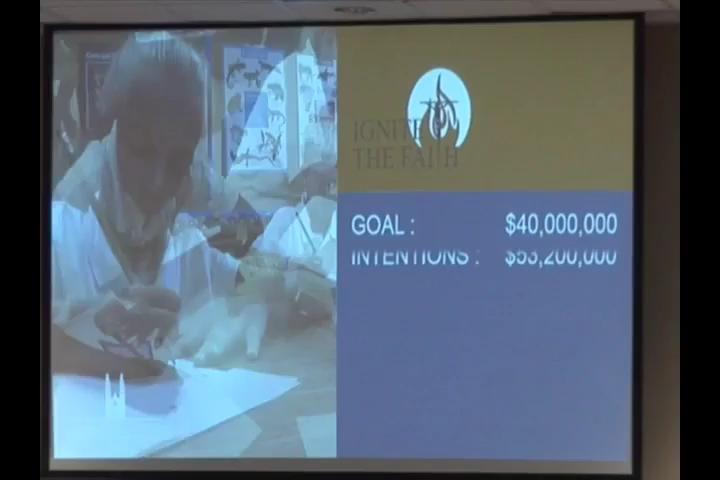 IGNITE
THE FAITH
GOAL : $40,000,000
INTENTIONS : $53,200,000